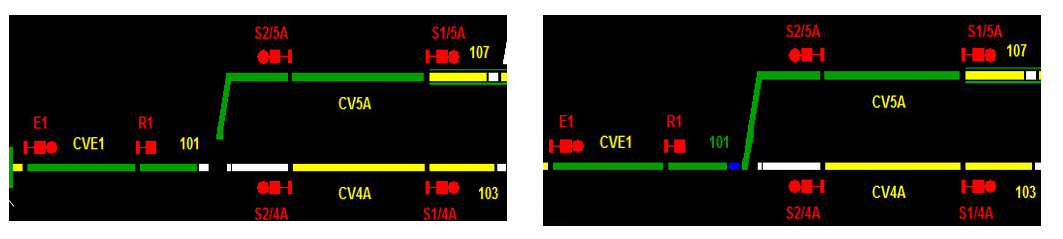 S2/5A S1/5A
107
CV5A
E1 R1
CVE1 101
CV4A 103
S2/4A S1/4A
S2/5A S1/5A
107
CV5A
E1 R1
CVE1 101
CV4A 103
S2/4A S1/4A